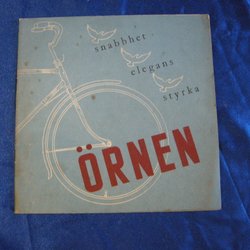 snabbhet
elegans
styrka
ÖRNEN